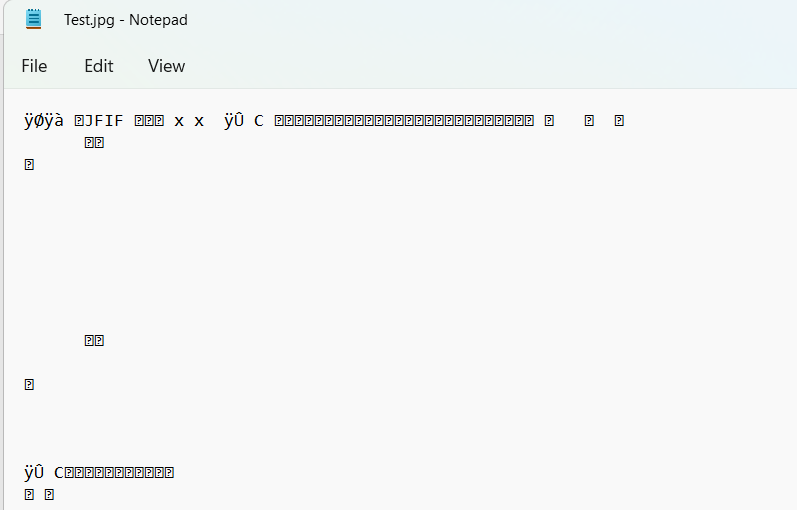 Test.jpg - Notepad
File Edit View
ÿØÿà �JFIF ��� x x ÿÛ C �������������������������� � � �
��
�
��
�
ÿÛ C�����������
� �